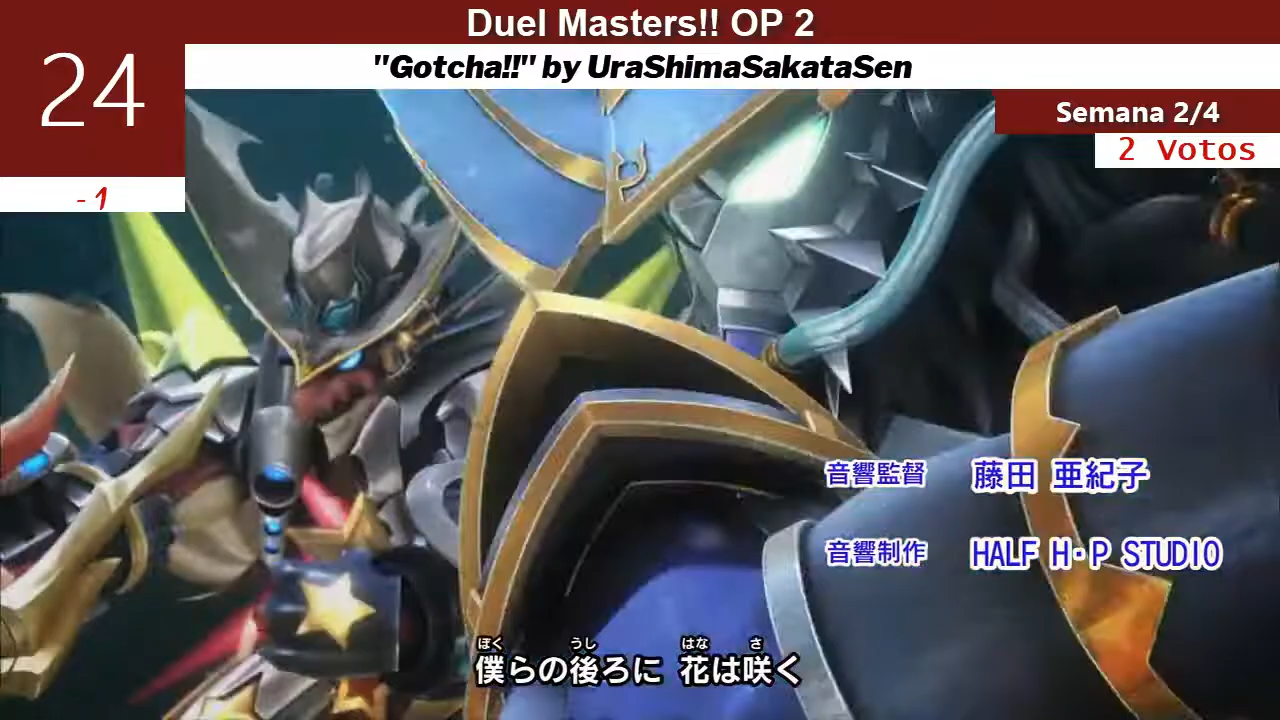 Duel Masters!! OP 2
24
"Gotcha!!" by UraShimaSakataSen
Semana 2/4
2 Votos
-1
音響監督 藤田 亜紀子
音響制作 HALF H・P STUDIO
ぼく うし はな さ
僕らの後ろに 花は咲く